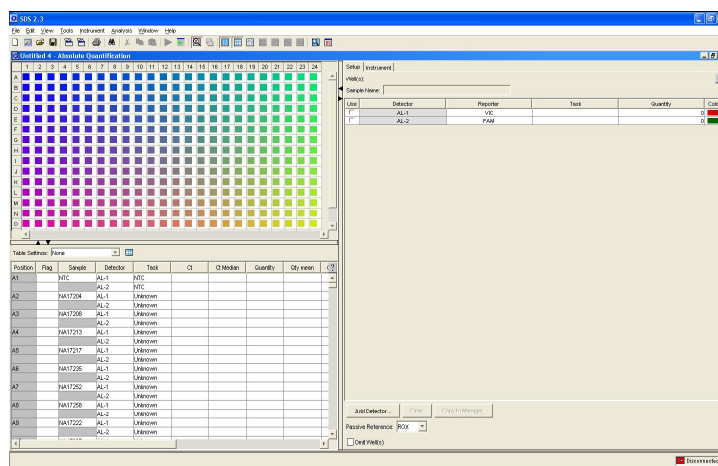 SDS 2.3
File Edit View Tools Instrument Analysis Window Help
Untitled 4 - Absolute Quantification
1 2 3 4 5 6 7 8 9 10 11 12 13 14 15 16 17 18 19 20 21 22 23 24
A
B
C
D
E
F
G
H
I
J
K
L
M
N
O
Table Settings: None
Position Flag Sample Detector Task Ct Ct Median Quantity Qty mean
A1 NTC AL-1 NTC
AL-2 NTC
A2 NA17204 AL-1 Unknown
AL-2 Unknown
A3 NA17208 AL-1 Unknown
AL-2 Unknown
A4 NA17213 AL-1 Unknown
AL-2 Unknown
A5 NA17217 AL-1 Unknown
AL-2 Unknown
A6 NA17235 AL-1 Unknown
AL-2 Unknown
A7 NA17252 AL-1 Unknown
AL-2 Unknown
A8 NA17258 AL-1 Unknown
AL-2 Unknown
A9 NA17222 AL-1 Unknown
AL-2 Unknown
Setup Instrument
Well(s):
Sample Name:
Use Detector Reporter Task Quantity Colo
AL-1 VIC 0
AL-2 FAM 0
Add Detector... Clear Copy to Manager...
Passive Reference: ROX
Omit Well(s)
Disconnected